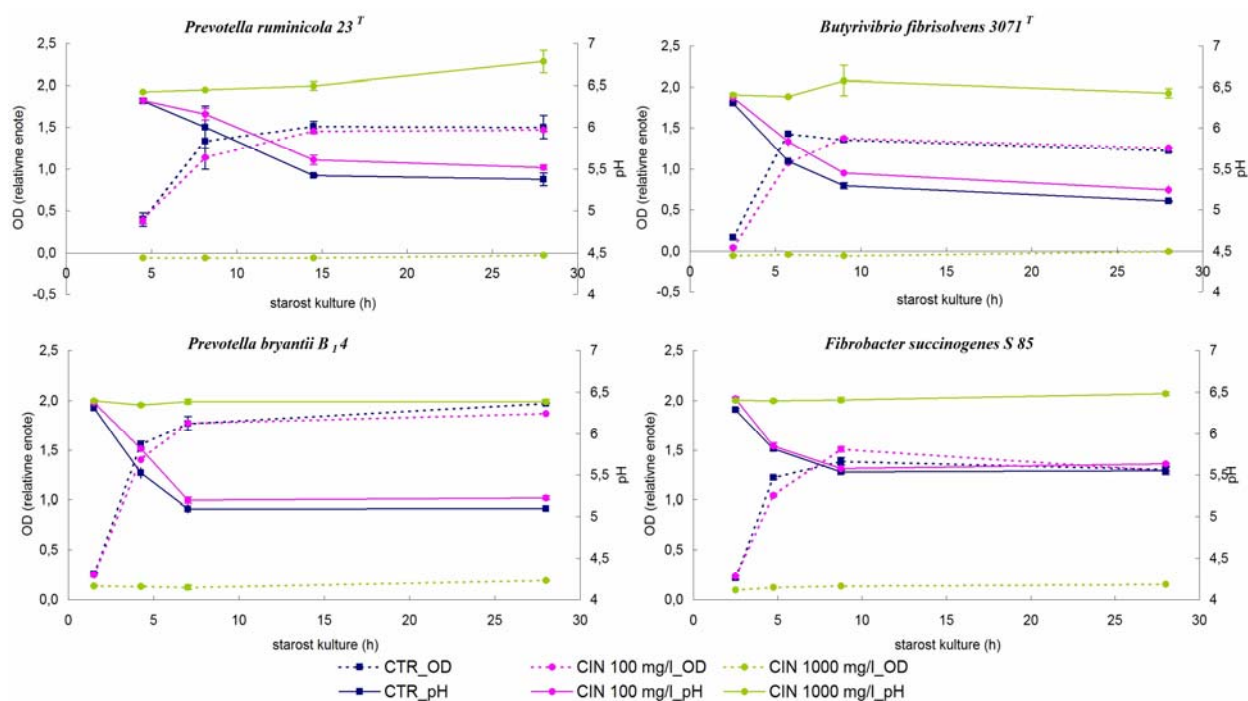 Prevotella ruminicola 23 T
2,5
2,0
1,5
1,0
0,5
0,0
-0,5
OD (relativne enote)
0 5 10 15 20 25 30
starost kulture (h)
7
6,5
6
5,5
5
4,5
4
pH
Butyrivibrio fibrisolvens 3071 T
2,5
2,0
1,5
1,0
0,5
0,0
-0,5
OD (relativne enote)
0 5 10 15 20 25 30
starost kulture (h)
7
6,5
6
5,5
5
4,5
4
pH
Prevotella bryantii B 1 4
2,5
2,0
1,5
1,0
0,5
0,0
OD (relativne enote)
0 5 10 15 20 25 30
starost kulture (h)
7
6,5
6
5,5
5
4,5
4
pH
Fibrobacter succinogenes S 85
2,5
2,0
1,5
1,0
0,5
0,0
OD (relativne enote)
0 5 10 15 20 25 30
starost kulture (h)
7
6,5
6
5,5
5
4,5
4
pH
CTR_OD CIN 100 mg/l_OD CIN 1000 mg/l_OD
CTR_pH CIN 100 mg/l_pH CIN 1000 mg/l_pH